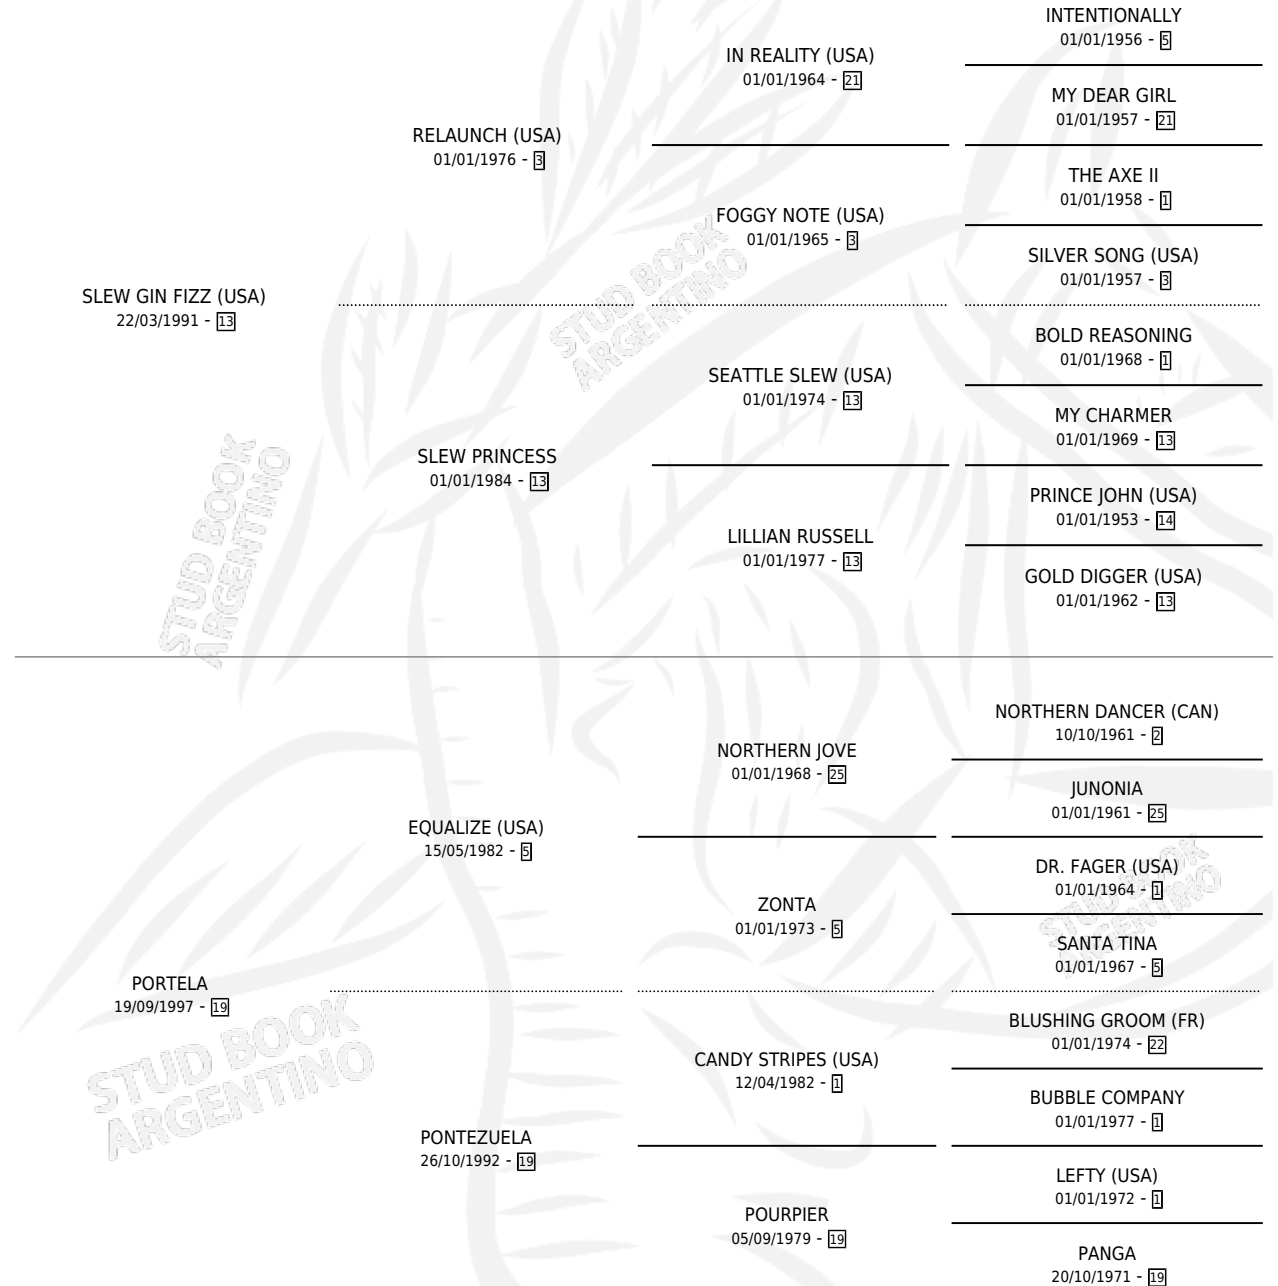 INTENTIONALLY
01/01/1956 - 5
IN REALITY (USA)
01/01/1964 - 21
MY DEAR GIRL
01/01/1957 - 21
RELAUNCH (USA)
01/01/1976 - 3
THE AXE II
01/01/1958 - 1
FOGGY NOTE (USA)
01/01/1965 - 3
SILVER SONG (USA)
01/01/1957 - 3
SLEW GIN FIZZ (USA)
22/03/1991 - 13
BOLD REASONING
01/01/1968 - 1
SEATTLE SLEW (USA)
01/01/1974 - 13
MY CHARMER
01/01/1969 - 13
SLEW PRINCESS
01/01/1984 - 13
PRINCE JOHN (USA)
01/01/1953 - 14
LILLIAN RUSSELL
01/01/1977 - 13
GOLD DIGGER (USA)
01/01/1962 - 13
NORTHERN DANCER (CAN)
10/10/1961 - 2
NORTHERN JOVE
01/01/1968 - 25
JUNONIA
01/01/1961 - 25
EQUALIZE (USA)
15/05/1982 - 5
DR. FAGER (USA)
01/01/1964 - 1
ZONTA
01/01/1973 - 5
SANTA TINA
01/01/1967 - 5
PORTELA
19/09/1997 - 19
BLUSHING GROOM (FR)
01/01/1974 - 22
CANDY STRIPES (USA)
12/04/1982 - 1
BUBBLE COMPANY
01/01/1977 - 1
PONTEZUELA
26/10/1992 - 19
LEFTY (USA)
01/01/1972 - 1
POURPIER
05/09/1979 - 19
PANGA
20/10/1971 - 19
STUD BOOK
ARGENTINO
STUD BOOK
ARGENTINO
STUD BOOK
ARGENTINO
STUD BOOK
ARGENTINO